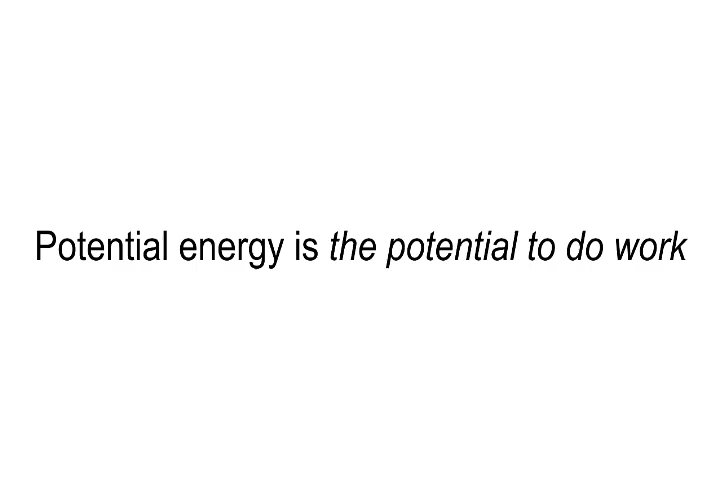 Potential energy is the potential to do work